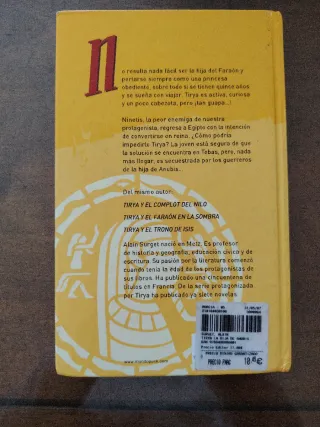 No resulta nada fácil ser la hija del Faraón y
portarse siempre como una princesa
obediente, sobre todo si se tienen quince años
y se sueña con viajar. Tirya es activa, curiosa
y un poco cabezota, pero ¡tan guapa...!
Ninetis, la peor enemiga de nuestra
protagonista, regresa a Egipto con la intención
de convertirse en reina. ¿Cómo podría
impedirlo Tirya? La joven está segura de que
la solución se encuentra en Tebas, pero, nada
más llegar, es secuestrada por los guerreros
de la hija de Anubis.
Del mismo autor:
TIRYA Y EL COMPLOT DEL NILO
TIRYA Y EL FARAÓN EN LA SOMBRA
TIRYA Y EL TRONO DE ISIS
Alain Surget nació en Metz. Es profesor
de historia y geografía, educación cívica y de
escritura. Su pasión por la literatura comenzó
cuando tenía la edad de los protagonistas de
sus libros. Ha publicado una cincuentena de
títulos en Francia. De la serie protagonizada
por Tirya ha publicado ya siete novelas.
PRECIO FNAC